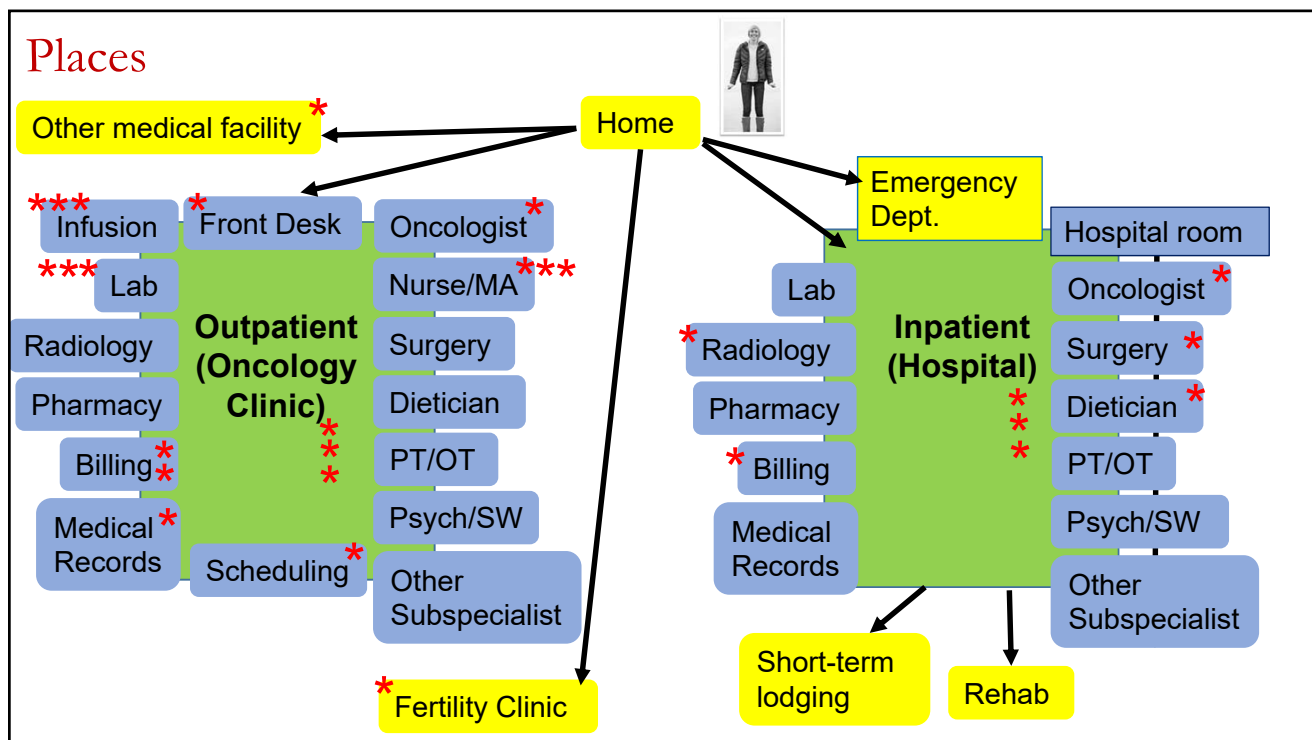 Places
Other medical facility *
Home
Emergency
Dept.
*** Infusion
* Front Desk
Oncologist *
*** Lab
Nurse/MA ***
Radiology
Surgery
Pharmacy
Dietician
Billing *
*
PT/OT
Medical *
Records
Psych/SW
Scheduling *
Other
Subspecialist
Outpatient
(Oncology
Clinic)
*
*
*
* Fertility Clinic
Hospital room
Lab
Oncologist *
* Radiology
Surgery *
Pharmacy
Dietician *
* Billing
PT/OT
Medical
Records
Psych/SW
Other
Subspecialist
Inpatient
(Hospital)
*
*
*
Short-term
lodging
Rehab